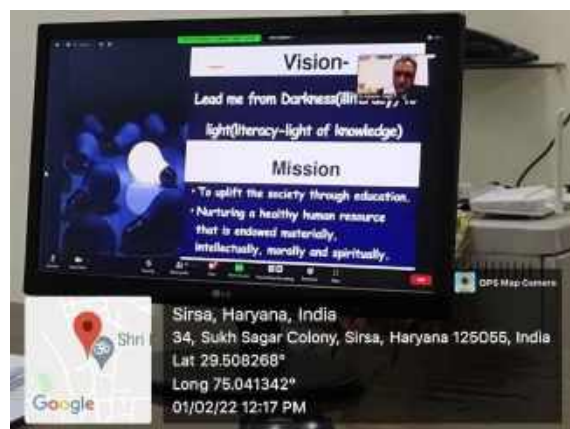 Vision-
Lead me from Darkness(illiteracy) to
light(literacy-light of knowledge)
Mission
• To uplift the society through education.
• Nurturing a healthy human resource
that is endowed materially,
intellectually, morally and spiritually.
LG
GPS Map Camera
Shri
Google
Sirsa, Haryana, India
34, Sukh Sagar Colony, Sirsa, Haryana 125055, India
Lat 29.508268°
Long 75.041342°
01/02/22 12:17 PM